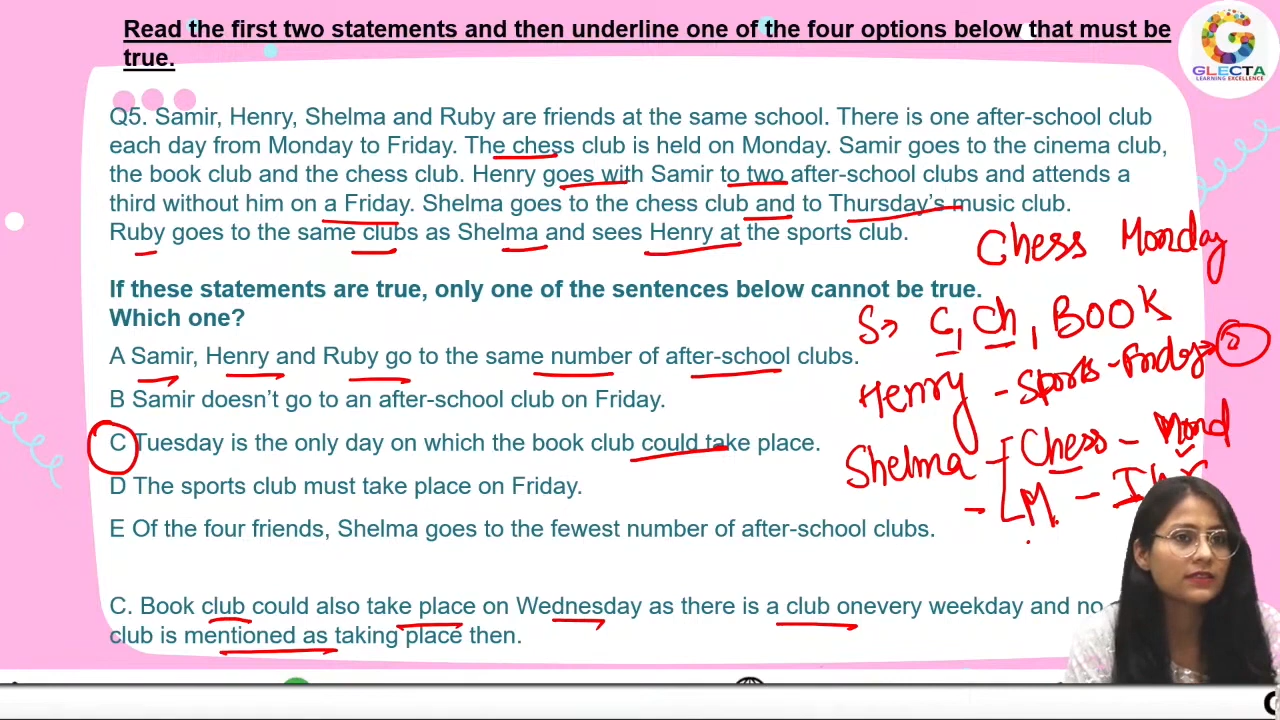 Read the first two statements and then underline one of the four options below that must be
true.
GLECTA
LEARNING EXCELLENCE
Q5. Samir, Henry, Shelma and Ruby are friends at the same school. There is one after-school club
each day from Monday to Friday. The chess club is held on Monday. Samir goes to the cinema club,
the book club and the chess club. Henry goes with Samir to two after-school clubs and attends a
third without him on a Friday. Shelma goes to the chess club and to Thursday's music club.
Ruby goes to the same clubs as Shelma and sees Henry at the sports club.
Chess Monday
If these statements are true, only one of the sentences below cannot be true.
Which one?
S→ C, Ch, BOOK
A Samir, Henry and Ruby go to the same number of after-school clubs.
Henry - Sports - Friday →
B Samir doesn't go to an after-school club on Friday.
C Tuesday is the only day on which the book club could take place.
Shelma - Chess - Mond
D The sports club must take place on Friday.
- M. -
E Of the four friends, Shelma goes to the fewest number of after-school clubs.
C. Book club could also take place on Wednesday as there is a club onevery weekday and no
club is mentioned as taking place then.